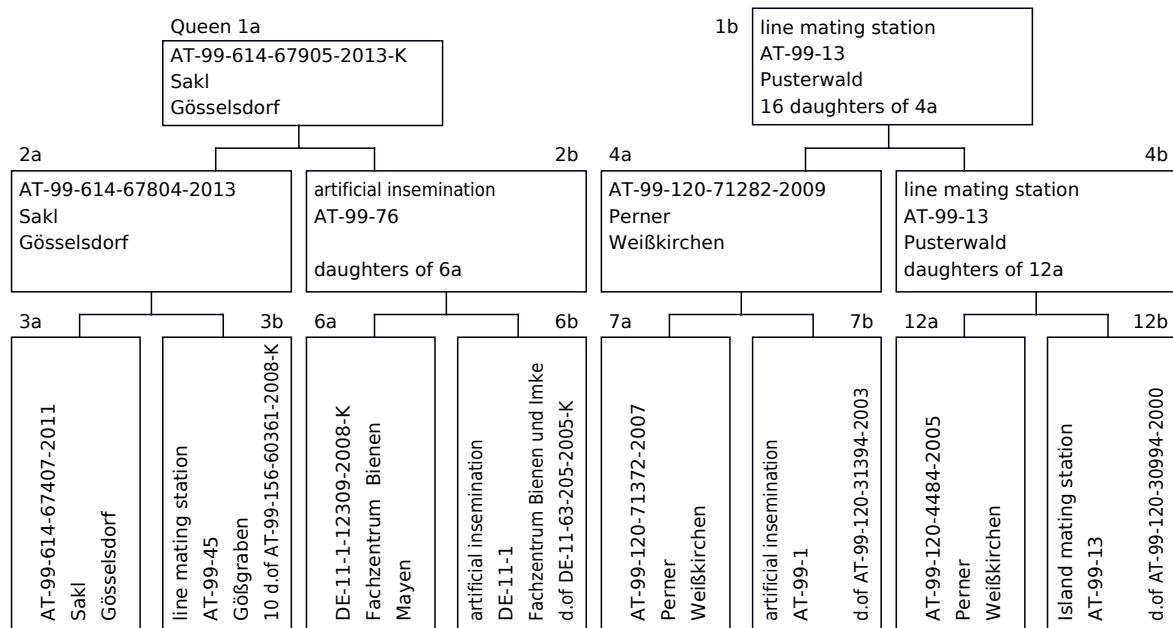 Queen 1a
AT-99-614-67905-2013-K
Sakl
Gösselsdorf
1b
line mating station
AT-99-13
Pusterwald
16 daughters of 4a
2a
AT-99-614-67804-2013
Sakl
Gösselsdorf
2b
artificial insemination
AT-99-76
daughters of 6a
4a
AT-99-120-71282-2009
Perner
Weißkirchen
4b
line mating station
AT-99-13
Pusterwald
daughters of 12a
3a
AT-99-614-67407-2011
Sakl
Gösselsdorf
3b
line mating station
AT-99-45
Gößgraben
10 d.of AT-99-156-60361-2008-K
6a
DE-11-1-12309-2008-K
Fachzentrum Bienen
Mayen
6b
artificial insemination
DE-11-1
Fachzentrum Bienen und Imke
d.of DE-11-63-205-2005-K
7a
AT-99-120-71372-2007
Perner
Weißkirchen
7b
artificial insemination
AT-99-1
d.of AT-99-120-31394-2003
12a
AT-99-120-4484-2005
Perner
Weißkirchen
12b
Island mating station
AT-99-13
d.of AT-99-120-30994-2000